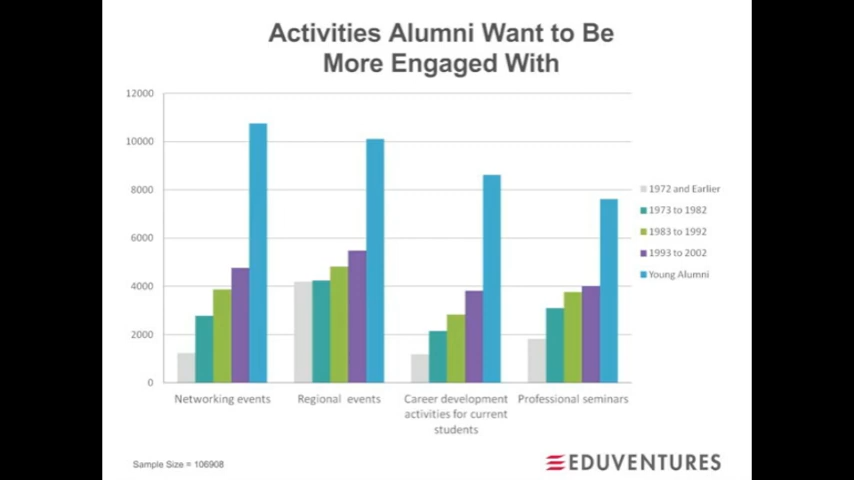 Activities Alumni Want to Be
More Engaged With
12000
10000
8000
6000
4000
2000
0
Networking events
Regional events
Career development
activities for current
students
Professional seminars
1972 and Earlier
1973 to 1982
1983 to 1992
1993 to 2002
Young Alumni
Sample Size = 106908
EDUVENTURES